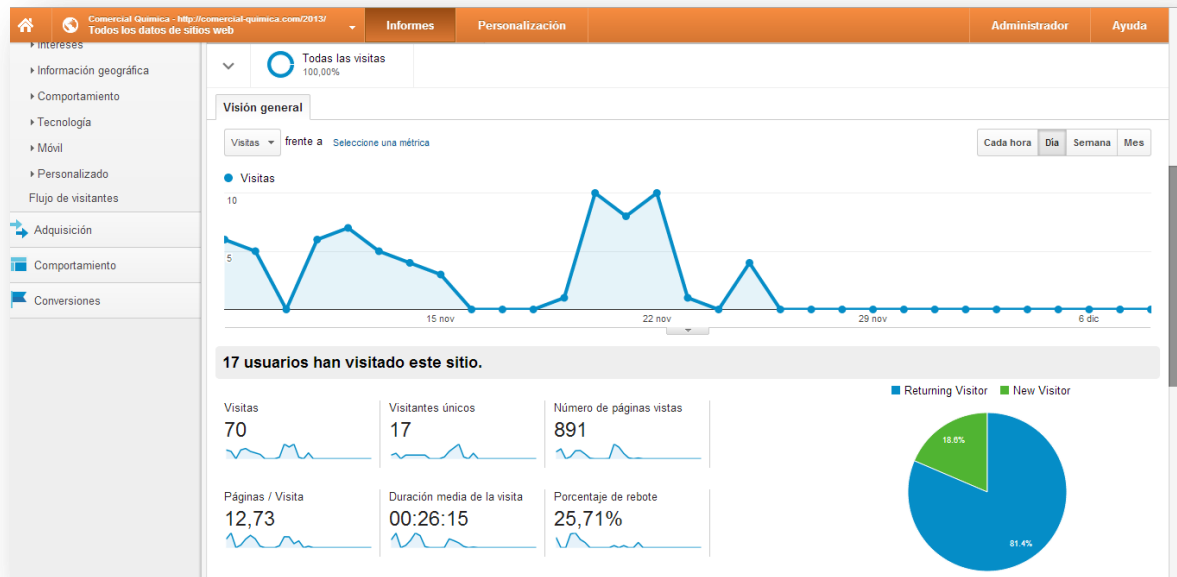 Comercial Quimica - http://comercial-quimica.com/2013/
Todos los datos de sitios web
Informes
Personalización
Administrador
Ayuda
Intereses
Información geográfica
Comportamiento
Tecnología
Móvil
Personalizado
Flujo de visitantes
Adquisición
Comportamiento
Conversiones
Todas las visitas
100,00%
Visión general
Visitas frente a Seleccione una métrica
Cada hora Día Semana Mes
Visitas
10
5
15 nov 22 nov 29 nov 6 dic
17 usuarios han visitado este sitio.
Visitas
70
Visitantes únicos
17
Número de páginas vistas
891
Páginas / Visita
12,73
Duración media de la visita
00:26:15
Porcentaje de rebote
25,71%
Returning Visitor New Visitor
18.6%
81.4%